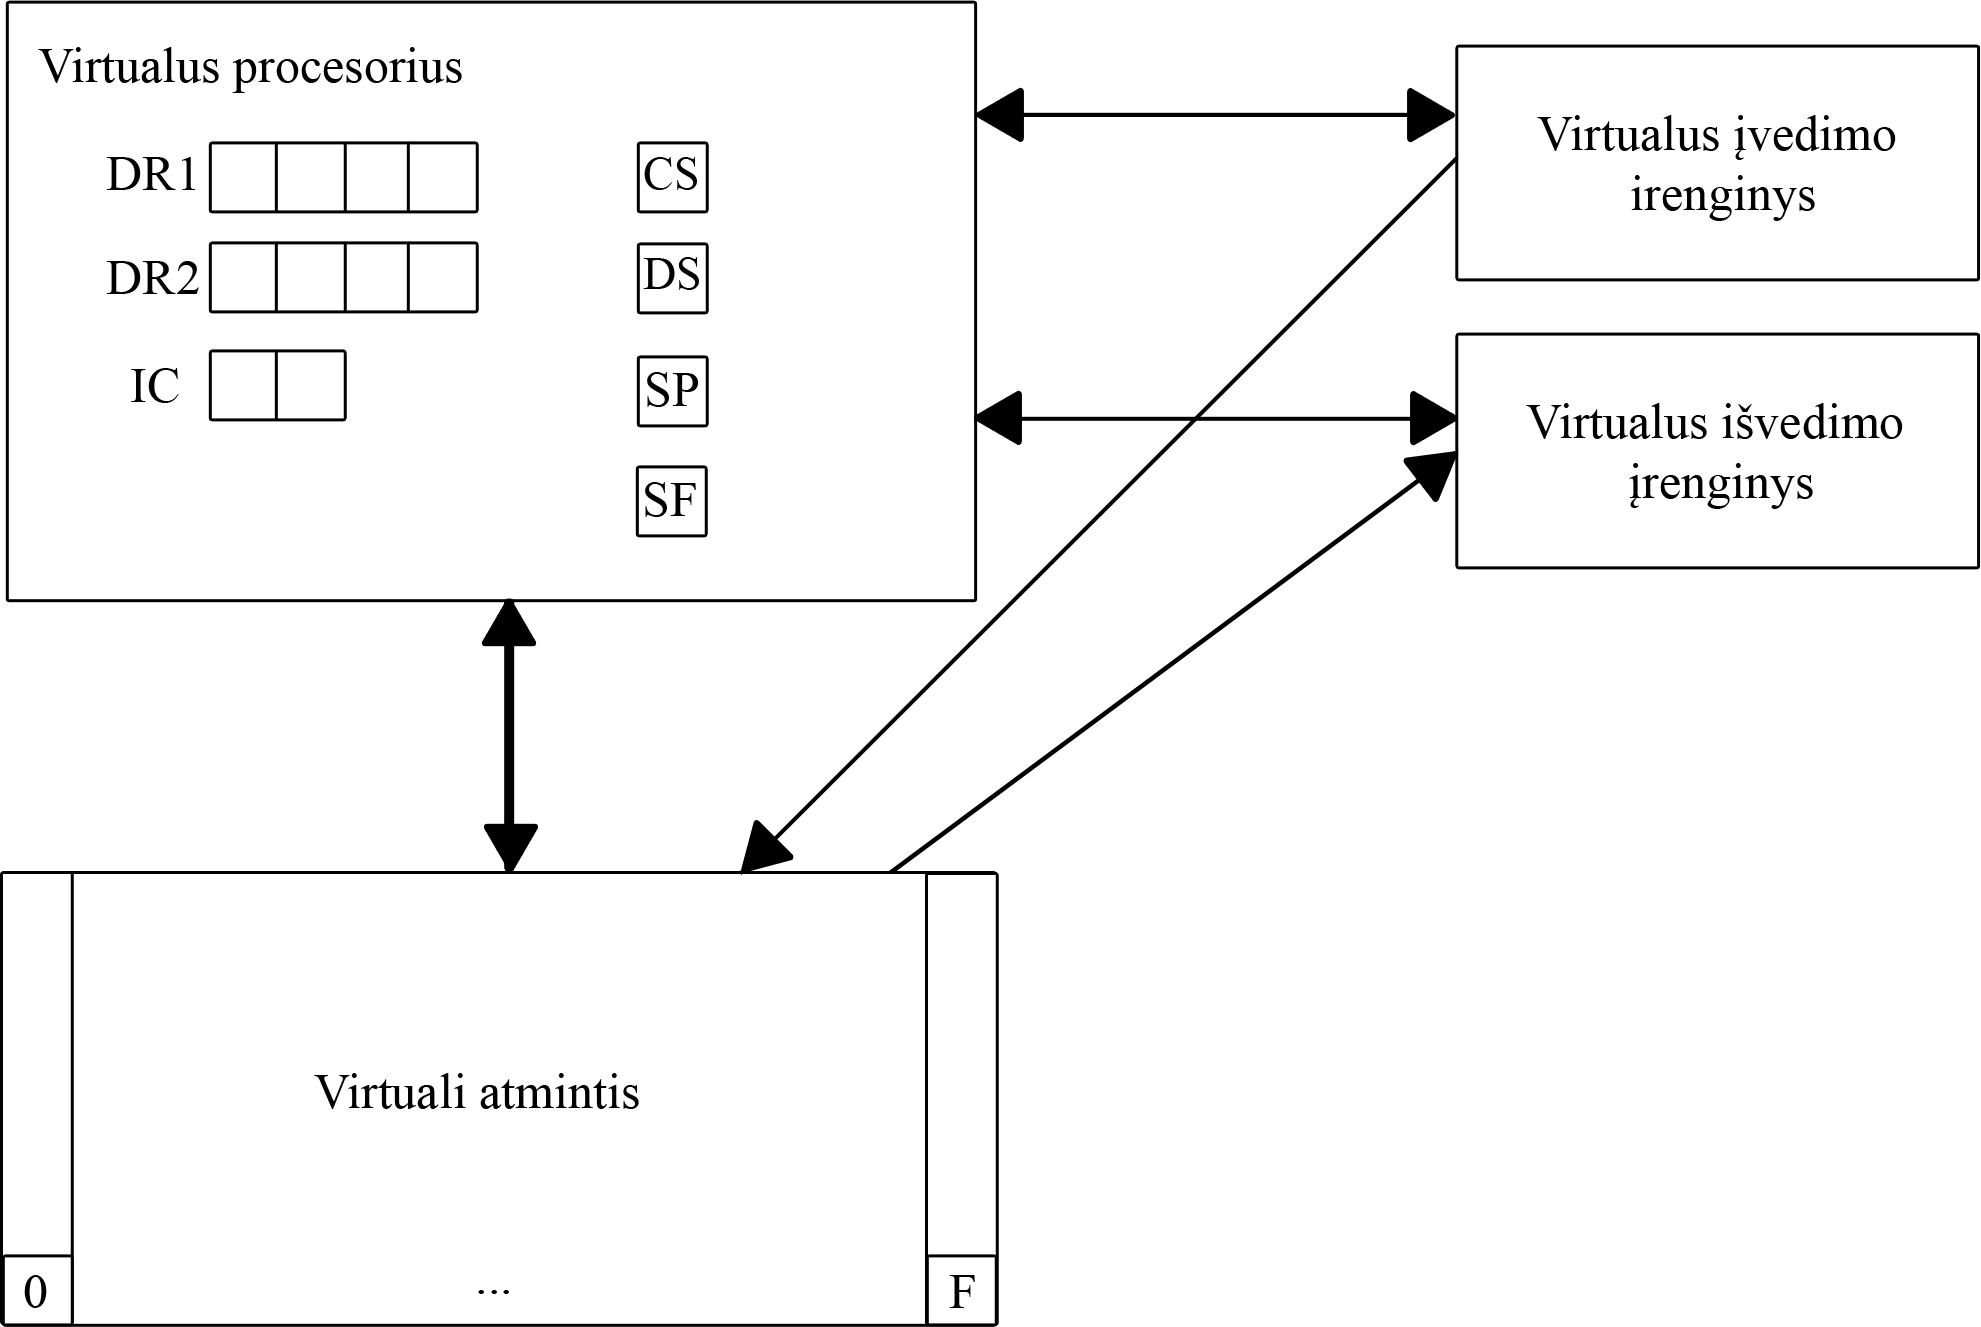 Virtualus procesorius
DR1
CS
DR2
DS
IC
SP
SF
Virtualus įvedimo
irenginys
Virtualus išvedimo
įrenginys
Virtuali atmintis
0
...
F